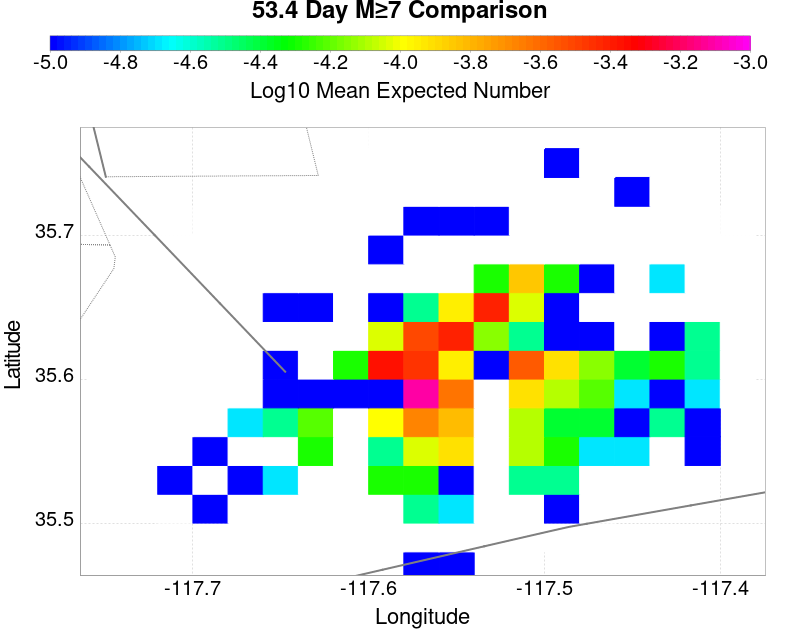 53.4 Day M≥7 Comparison
-5.0 -4.8 -4.6 -4.4 -4.2 -4.0 -3.8 -3.6 -3.4 -3.2 -3.0
Log10 Mean Expected Number
35.7
35.6
35.5
Latitude
-117.7 -117.6 -117.5 -117.4
Longitude